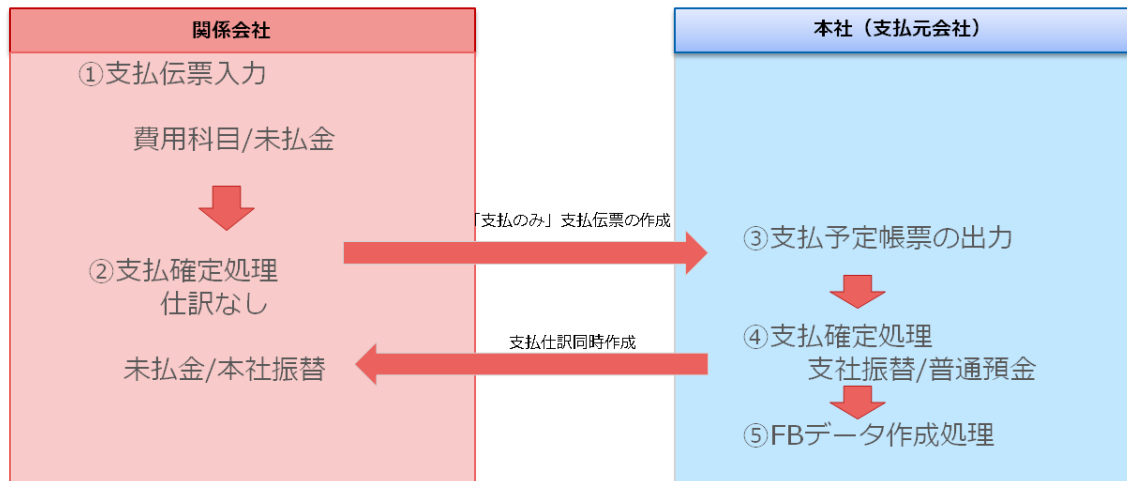 関係会社
①支払伝票入力
費用科目/未払金
②支払確定処理
仕訳なし
未払金/本社振替
「支払のみ」支払伝票の作成
支払仕訳同時作成
本社（支払元会社）
③支払予定帳票の出力
④支払確定処理
支社振替/普通預金
⑤FBデータ作成処理